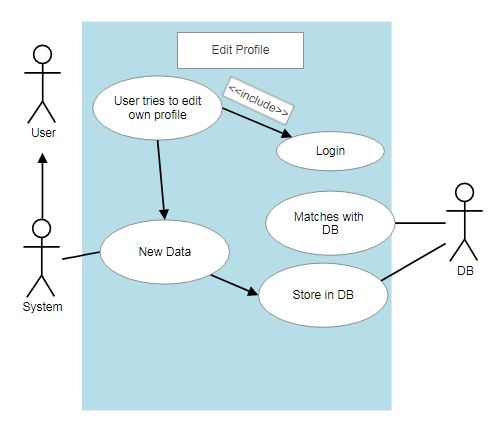 Edit Profile
User tries to edit
own profile
<<include>>
User
Login
Matches with
DB
New Data
DB
Store in DB
System